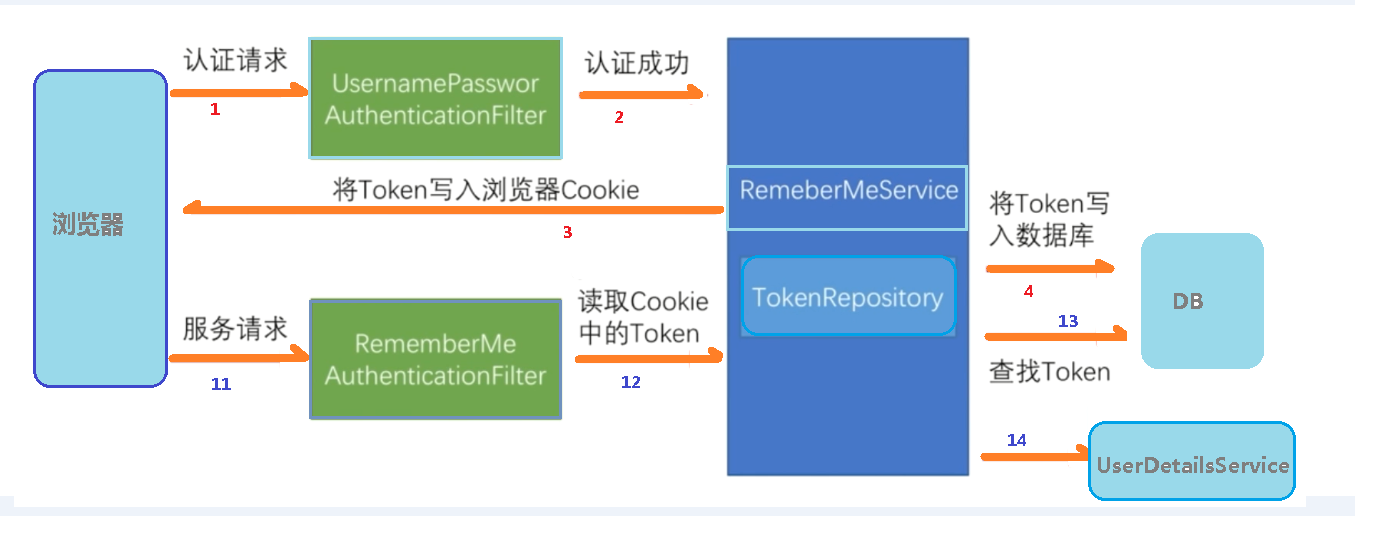 认证请求
1
UsernamePasswor
AuthenticationFilter
认证成功
2
浏览器
将Token写入浏览器Cookie
3
RemeberMeService
将Token写
入数据库
4
TokenRepository
DB
13
查找Token
服务请求
11
RememberMe
AuthenticationFilter
读取Cookie
中的Token
12
14
UserDetailsService